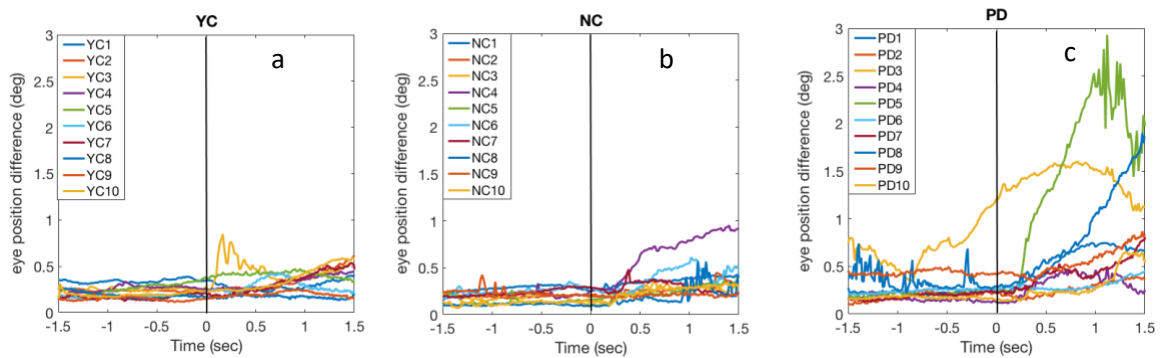 YC
a
3
2.5
2
1.5
1
0.5
0
eye position difference (deg)
YC1
YC2
YC3
YC4
YC5
YC6
YC7
YC8
YC9
YC10
-1.5 -1 -0.5 0 0.5 1 1.5
Time (sec)
NC
b
3
2.5
2
1.5
1
0.5
0
eye position difference (deg)
NC1
NC2
NC3
NC4
NC5
NC6
NC7
NC8
NC9
NC10
-1.5 -1 -0.5 0 0.5 1 1.5
Time (sec)
PD
c
3
2.5
2
1.5
1
0.5
0
eye position difference (deg)
PD1
PD2
PD3
PD4
PD5
PD6
PD7
PD8
PD9
PD10
-1.5 -1 -0.5 0 0.5 1 1.5
Time (sec)